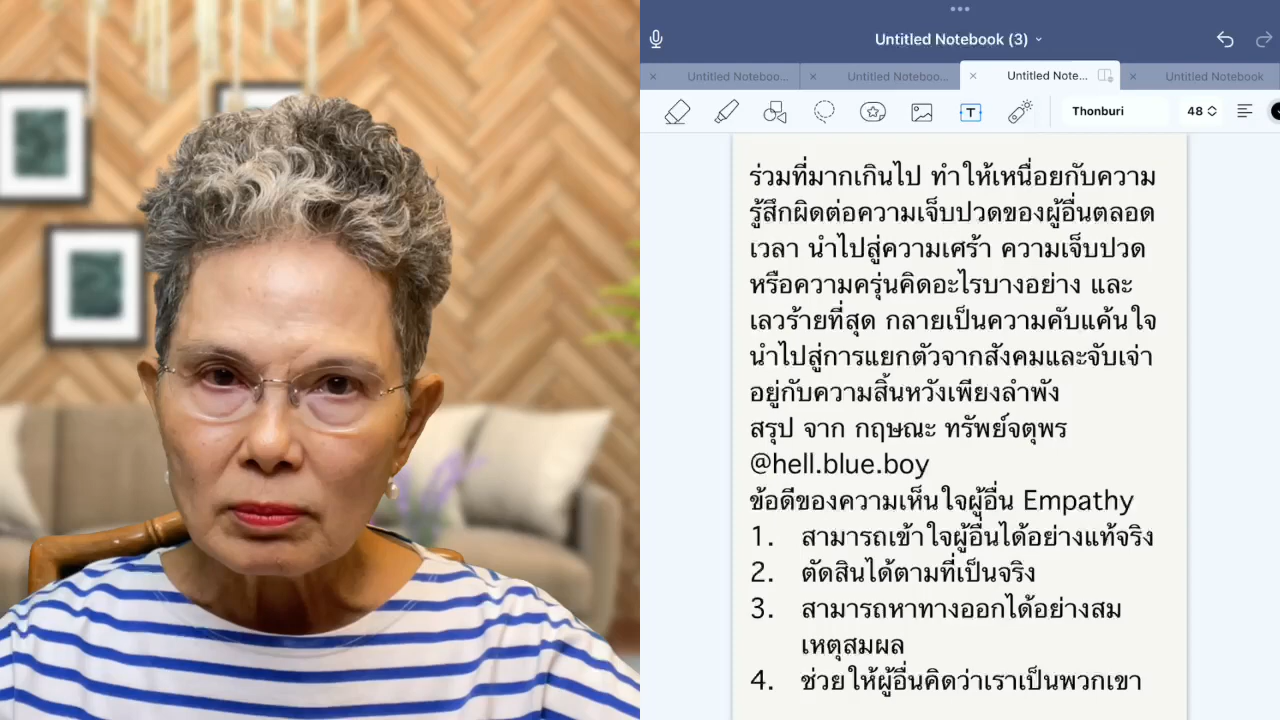 Untitled Notebook (3)
Untitled Noteboo...
Untitled Noteboo...
Untitled Note...
Untitled Notebook
T
Thonburi
48
ร่วมที่มากเกินไป ทำให้เหนื่อยกับความ
รู้สึกผิดต่อความเจ็บปวดของผู้อื่นตลอด
เวลา นำไปสู่ความเศร้า ความเจ็บปวด
หรือความครุ่นคิดอะไรบางอย่าง และ
เลวร้ายที่สุด กลายเป็นความคับแค้นใจ
นำไปสู่การแยกตัวจากสังคมและจับเจ่า
อยู่กับความสิ้นหวังเพียงลำพัง
สรุป จาก กฤษณะ ทรัพย์จตุพร
@hell.blue.boy
ข้อดีของความเห็นใจผู้อื่น Empathy
1. สามารถเข้าใจผู้อื่นได้อย่างแท้จริง
2. ตัดสินได้ตามที่เป็นจริง
3. สามารถหาทางออกได้อย่างสม
เหตุสมผล
4. ช่วยให้ผู้อื่นคิดว่าเราเป็นพวกเขา